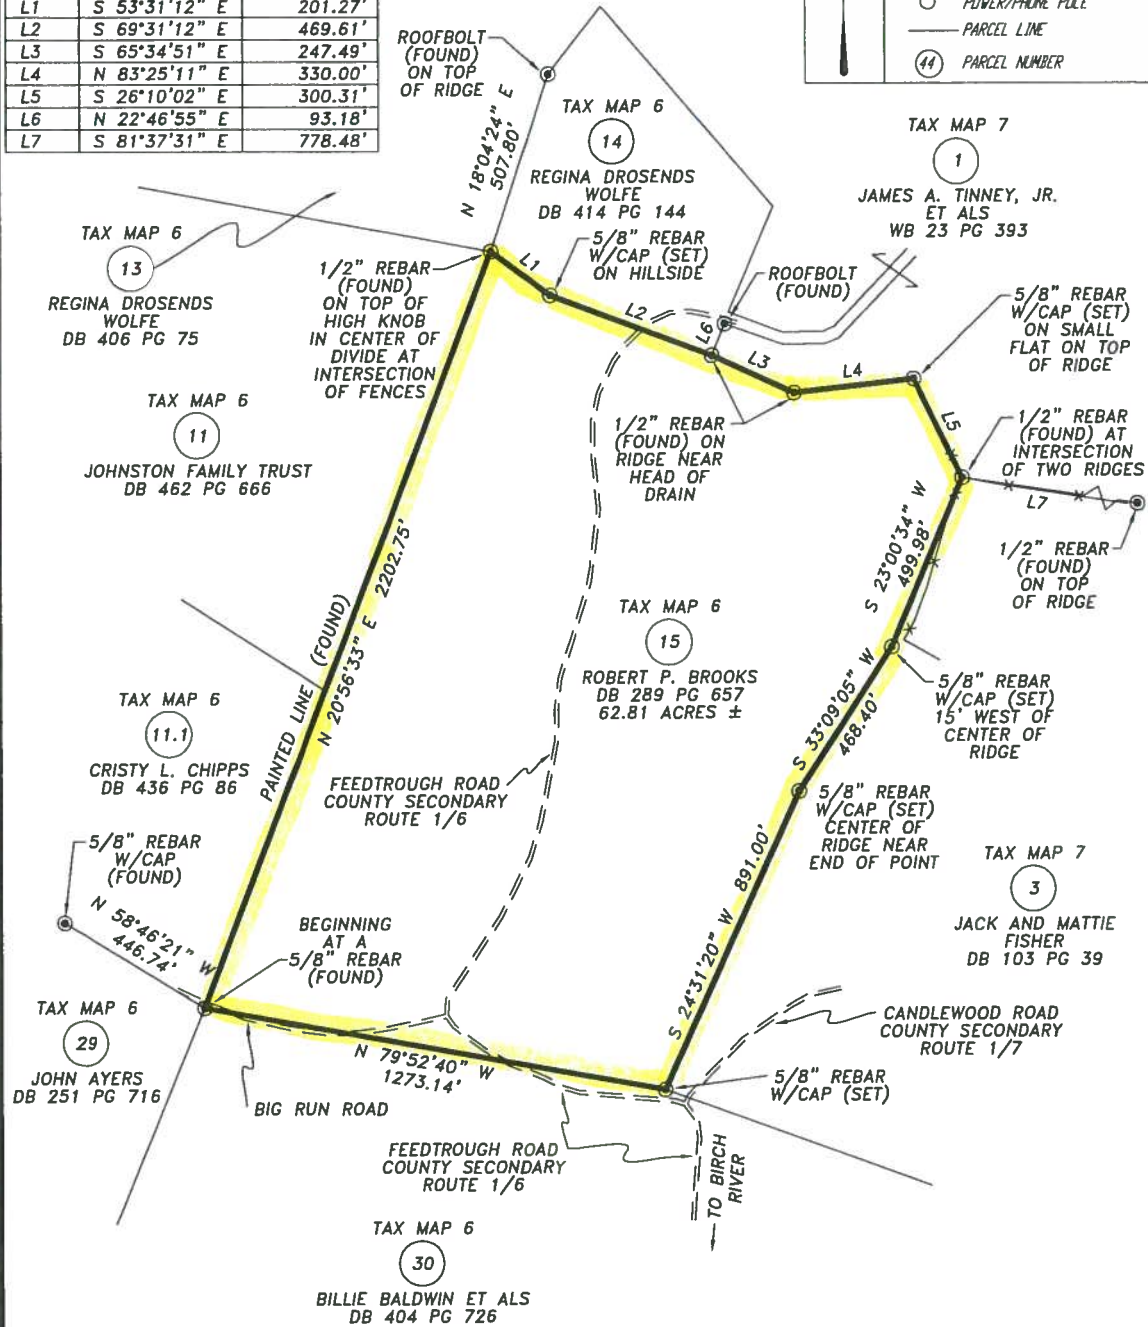 L1 S 53°31'12" E 201.27'
L2 S 69°31'12" E 469.61'
L3 S 65°34'51" E 247.49'
L4 N 83°25'11" E 330.00'
L5 S 26°10'02" E 300.31'
L6 N 22°46'55" E 93.18'
L7 S 81°37'31" E 778.48'
POWER/PHONE POLE
PARCEL LINE
44 PARCEL NUMBER
ROOFBOLT
(FOUND)
ON TOP
OF RIDGE
N 18°04'24" E
507.80'
TAX MAP 6
14
REGINA DROSENDS
WOLFE
DB 414 PG 144
TAX MAP 7
1
JAMES A. TINNEY, JR.
ET ALS
WB 23 PG 393
TAX MAP 6
13
REGINA DROSENDS
WOLFE
DB 406 PG 75
1/2" REBAR
(FOUND)
ON TOP OF
HIGH KNOB
IN CENTER OF
DIVIDE AT
INTERSECTION
OF FENCES
5/8" REBAR
W/CAP (SET)
ON HILLSIDE
ROOFBOLT
(FOUND)
5/8" REBAR
W/CAP (SET)
ON SMALL
FLAT ON TOP
OF RIDGE
L1
L2
L6
L3
L4
L5
L7
TAX MAP 6
11
JOHNSTON FAMILY TRUST
DB 462 PG 666
1/2" REBAR
(FOUND) ON
RIDGE NEAR
HEAD OF
DRAIN
1/2" REBAR
(FOUND) AT
INTERSECTION
OF TWO RIDGES
1/2" REBAR
(FOUND)
ON TOP
OF RIDGE
S 23°00'34" W
499.98'
PAINTED LINE (FOUND)
N 20°56'33" E 2202.75'
TAX MAP 6
15
ROBERT P. BROOKS
DB 289 PG 657
62.81 ACRES ±
TAX MAP 6
11.1
CRISTY L. CHIPPS
DB 436 PG 86
5/8" REBAR
W/CAP (SET)
15' WEST OF
CENTER OF
RIDGE
S 33°09'05" W
468.40'
FEEDTROUGH ROAD
COUNTY SECONDARY
ROUTE 1/6
5/8" REBAR
W/CAP (SET)
CENTER OF
RIDGE NEAR
END OF POINT
5/8" REBAR
W/CAP
(FOUND)
N 58°46'21" W
446.74'
BEGINNING
AT A
5/8" REBAR
(FOUND)
S 24°31'20" W 891.00'
TAX MAP 7
3
JACK AND MATTIE
FISHER
DB 103 PG 39
TAX MAP 6
29
JOHN AYERS
DB 251 PG 716
N 79°52'40" W
1273.14'
BIG RUN ROAD
CANDLEWOOD ROAD
COUNTY SECONDARY
ROUTE 1/7
5/8" REBAR
W/CAP (SET)
FEEDTROUGH ROAD
COUNTY SECONDARY
ROUTE 1/6
TO BIRCH
RIVER
TAX MAP 6
30
BILLIE BALDWIN ET ALS
DB 404 PG 726